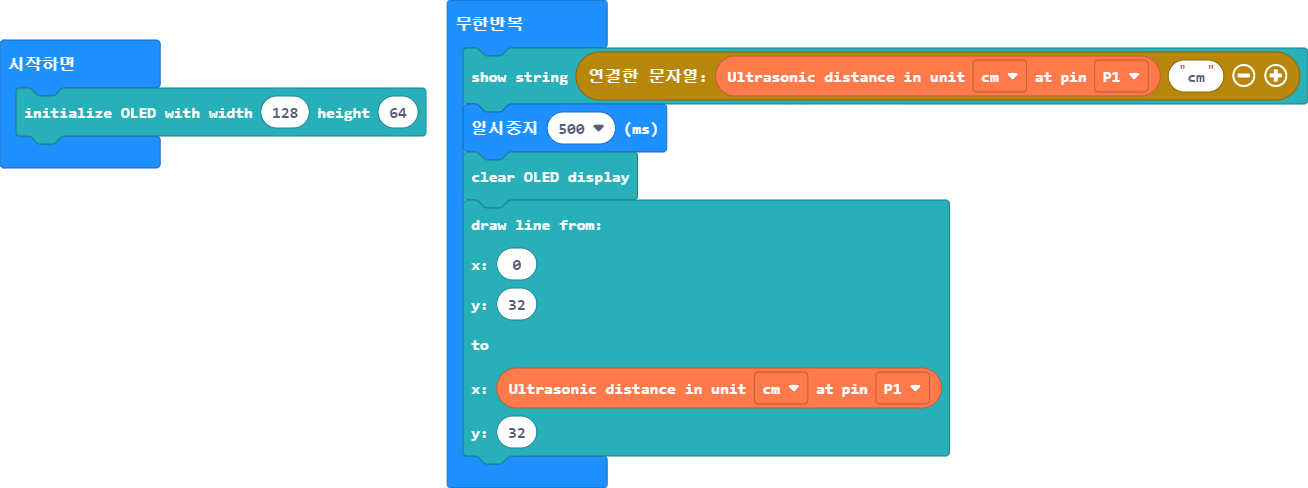 시작하면
initialize OLED with width 128 height 64
무한반복
show string 연결한 문자열: Ultrasonic distance in unit cm at pin P1 "cm"
일시중지 500 (ms)
clear OLED display
draw line from:
x: 0
y: 32
to
x: Ultrasonic distance in unit cm at pin P1
y: 32